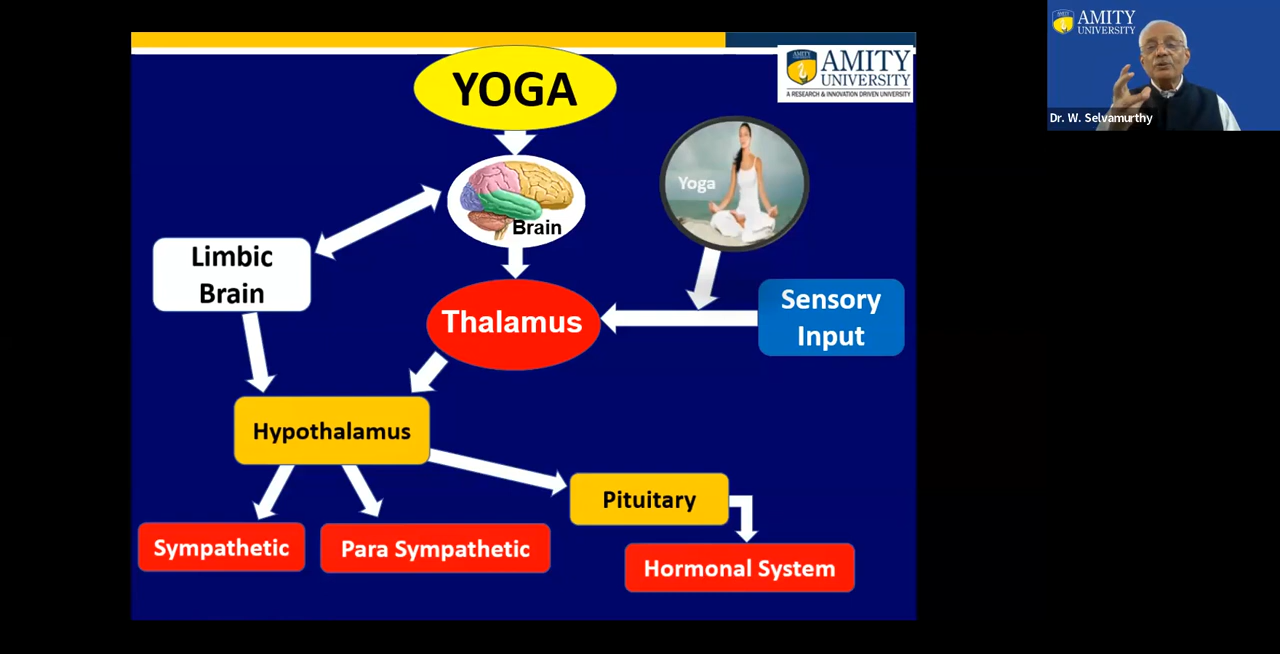 YOGA
AMITY
UNIVERSITY
A RESEARCH & INNOVATION DRIVEN UNIVERSITY
AMITY
UNIVERSITY
Dr. W. Selvamurthy
Yoga
Brain
Limbic
Brain
Thalamus
Sensory
Input
Hypothalamus
Pituitary
Sympathetic
Para Sympathetic
Hormonal System